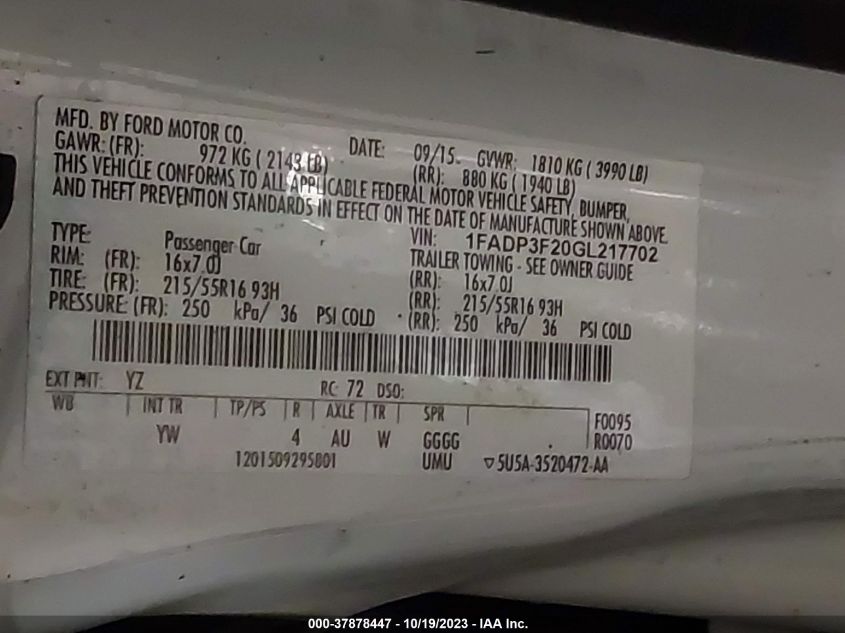 MFD. BY FORD MOTOR CO. DATE: 09/15. GVWR: 1810 KG ( 3990 LB)
GAWR: (FR): 972 KG ( 2143 LB) (RR): 880 KG ( 1940 LB)
THIS VEHICLE CONFORMS TO ALL APPLICABLE FEDERAL MOTOR VEHICLE SAFETY, BUMPER,
AND THEFT PREVENTION STANDARDS IN EFFECT ON THE DATE OF MANUFACTURE SHOWN ABOVE.
VIN: 1FADP3F20GL217702
TYPE: Passenger Car TRAILER TOWING - SEE OWNER GUIDE
RIM: (FR): 16x7.0J (RR): 16x7.0J
TIRE: (FR): 215/55R16 93H (RR): 215/55R16 93H
PRESSURE: (FR): 250 kPa/ 36 PSI COLD (RR): 250 kPa/ 36 PSI COLD
EXT PNT: YZ RC: 72 DSO:
WB INT TR TP/PS R AXLE TR SPR F0095
YW 4 AU W GGGG R0070
1201509295801 UMU ▽5U5A-3520472-AA
000-37878447 - 10/19/2023 - IAA Inc.